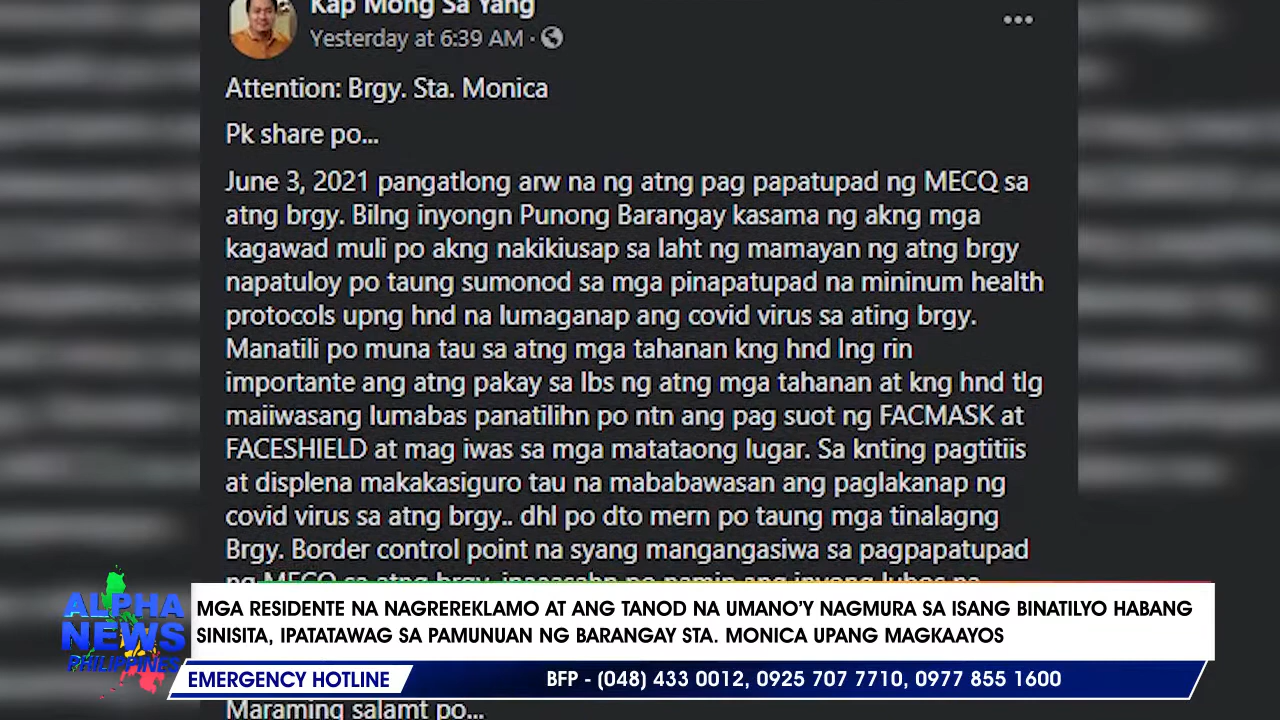 Kap Mong Sa Yang
Yesterday at 6:39 AM ·
Attention: Brgy. Sta. Monica
Pk share po...
June 3, 2021 pangatlong arw na ng atng pag papatupad ng MECQ sa
atng brgy. Bilng inyongn Punong Barangay kasama ng akng mga
kagawad muli po akng nakikiusap sa laht ng mamayan ng atng brgy
napatuloy po taung sumonod sa mga pinapatupad na mininum health
protocols upng hnd na lumaganap ang covid virus sa ating brgy.
Manatili po muna tau sa atng mga tahanan kng hnd lng rin
importante ang atng pakay sa lbs ng atng mga tahanan at kng hnd tlg
maiiwasang lumabas panatilihn po ntn ang pag suot ng FACMASK at
FACESHIELD at mag iwas sa mga matataong lugar. Sa knting pagtitiis
at displena makakasiguro tau na mababawasan ang paglakanap ng
covid virus sa atng brgy.. dhl po dto mern po taung mga tinalagng
Brgy. Border control point na syang mangangasiwa sa pagpapatupad
ng MECQ sa atng brgy
ALPHA
NEWS
PHILIPPINES
MGA RESIDENTE NA NAGREREKLAMO AT ANG TANOD NA UMANO'Y NAGMURA SA ISANG BINATILYO HABANG
SINISITA, IPATATAWAG SA PAMUNUAN NG BARANGAY STA. MONICA UPANG MAGKAAYOS
EMERGENCY HOTLINE
BFP - (048) 433 0012, 0925 707 7710, 0977 855 1600
Maraming salamt po...